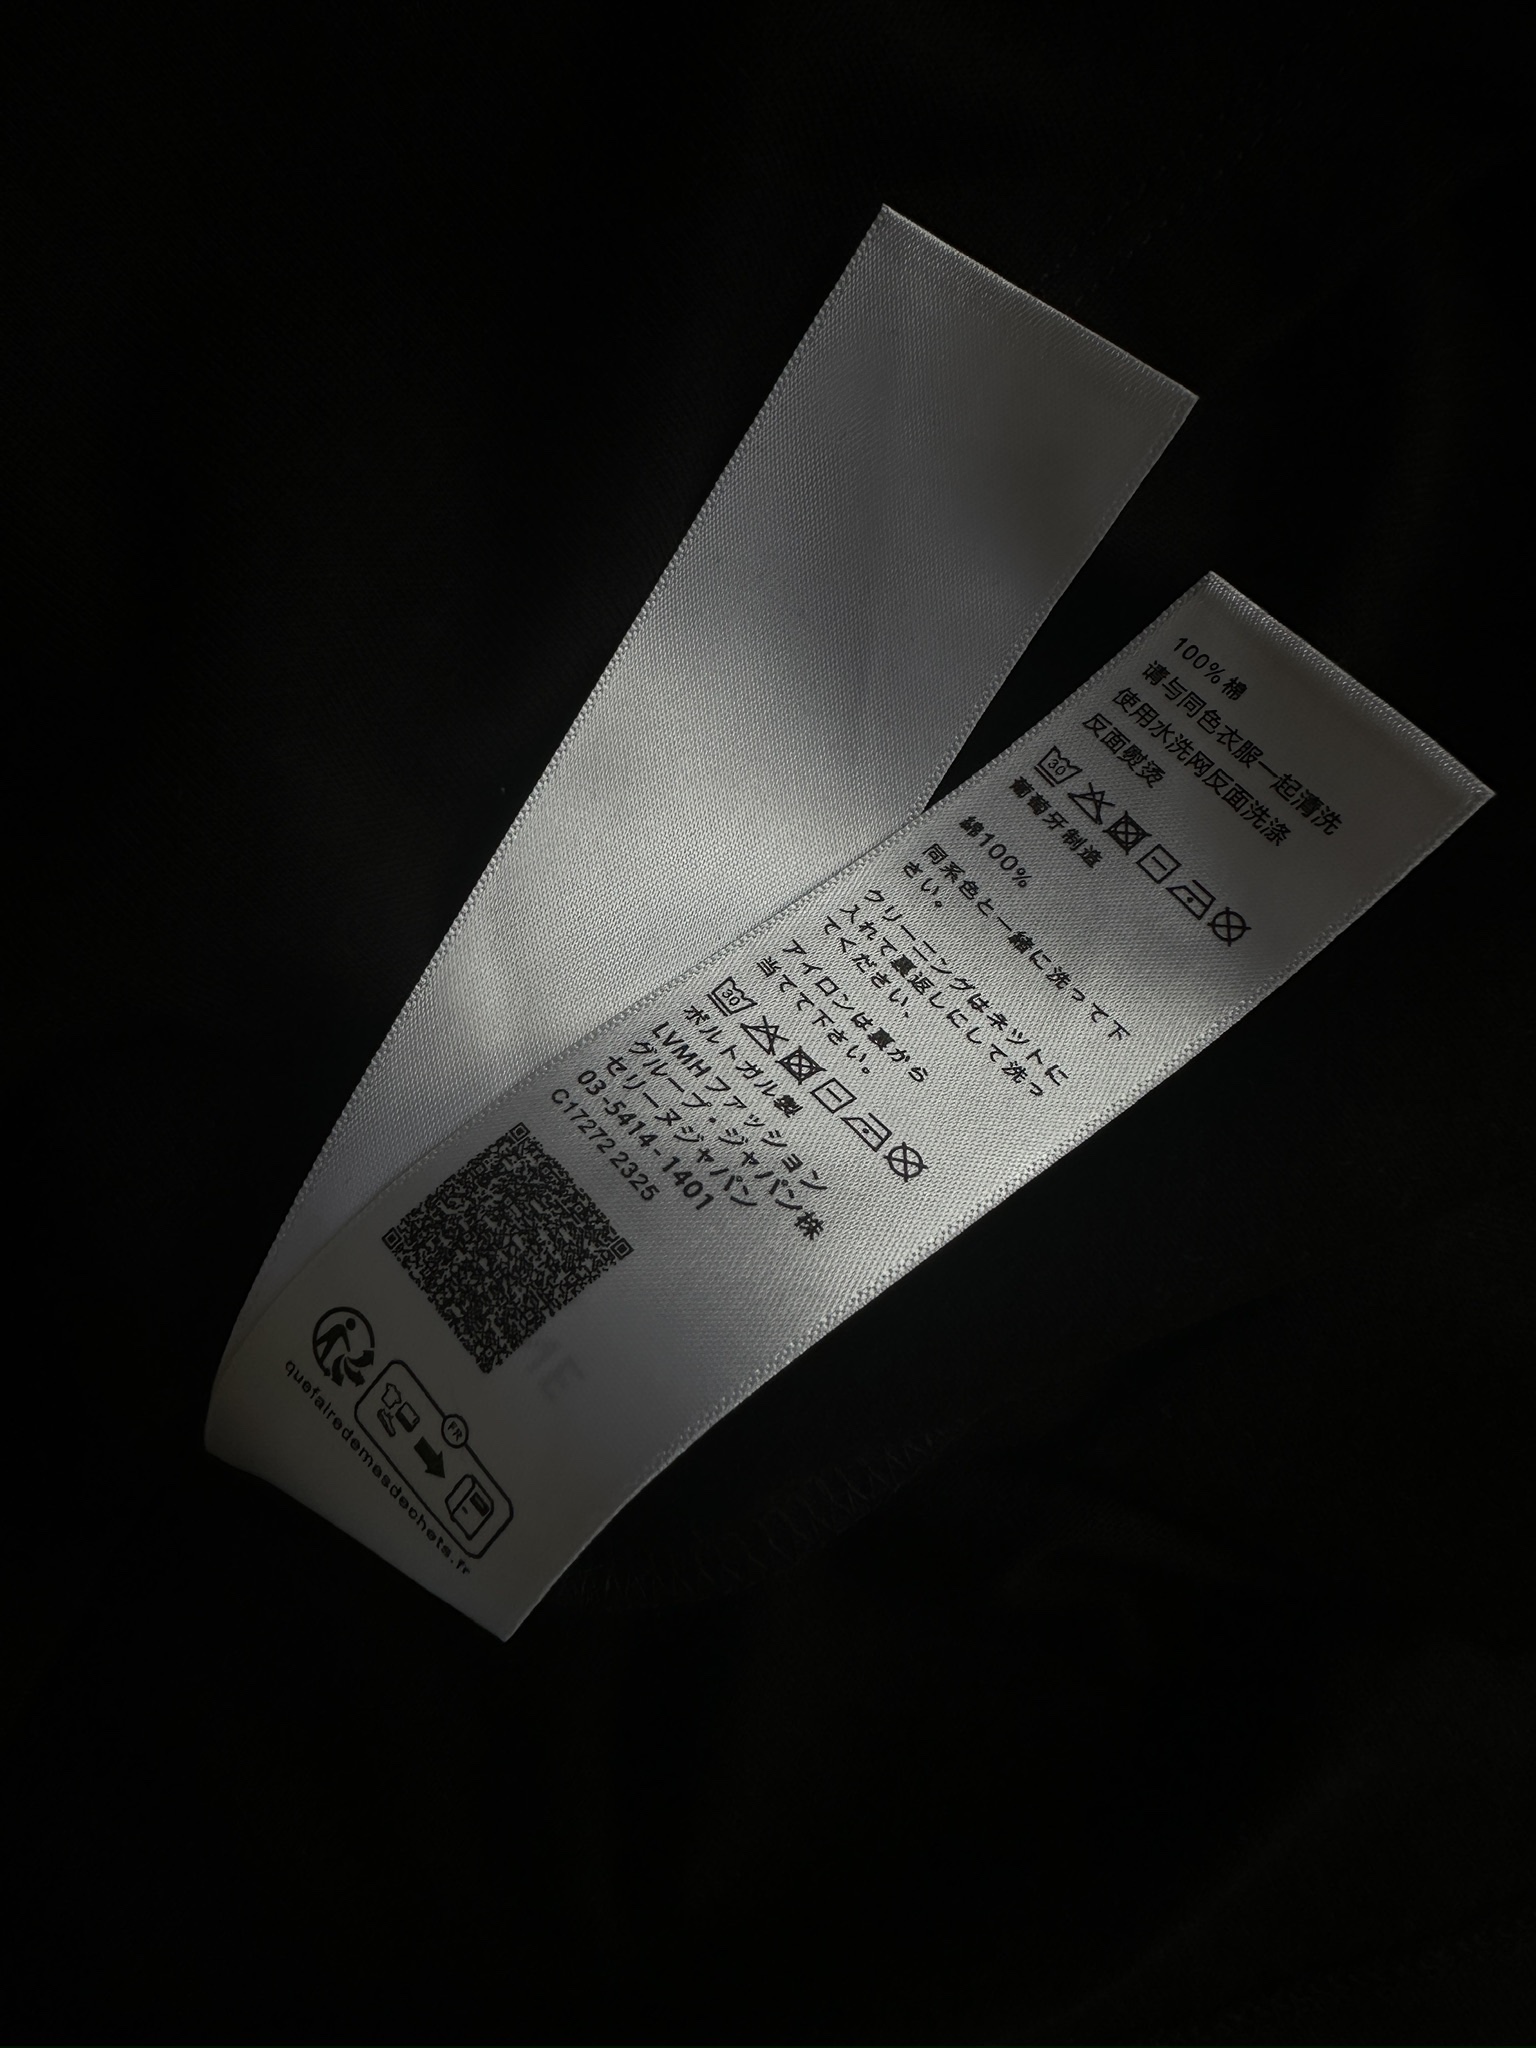 100% 棉
请与同色衣服一起清洗
使用水洗网反面洗涤
反面熨烫
30
葡萄牙制造
綿100%
同系色と一緒に洗って下
さい。
クリーニングはネットに
入れて裏返しにして洗っ
てください、
アイロンは裏から
当てて下さい。
30
ポルトガル製
LVMH ファッション
グループ・ジャパン株
セリーヌジャパン
03-5414-1401
C17272 2325
FR
quefairedemesdechets.fr